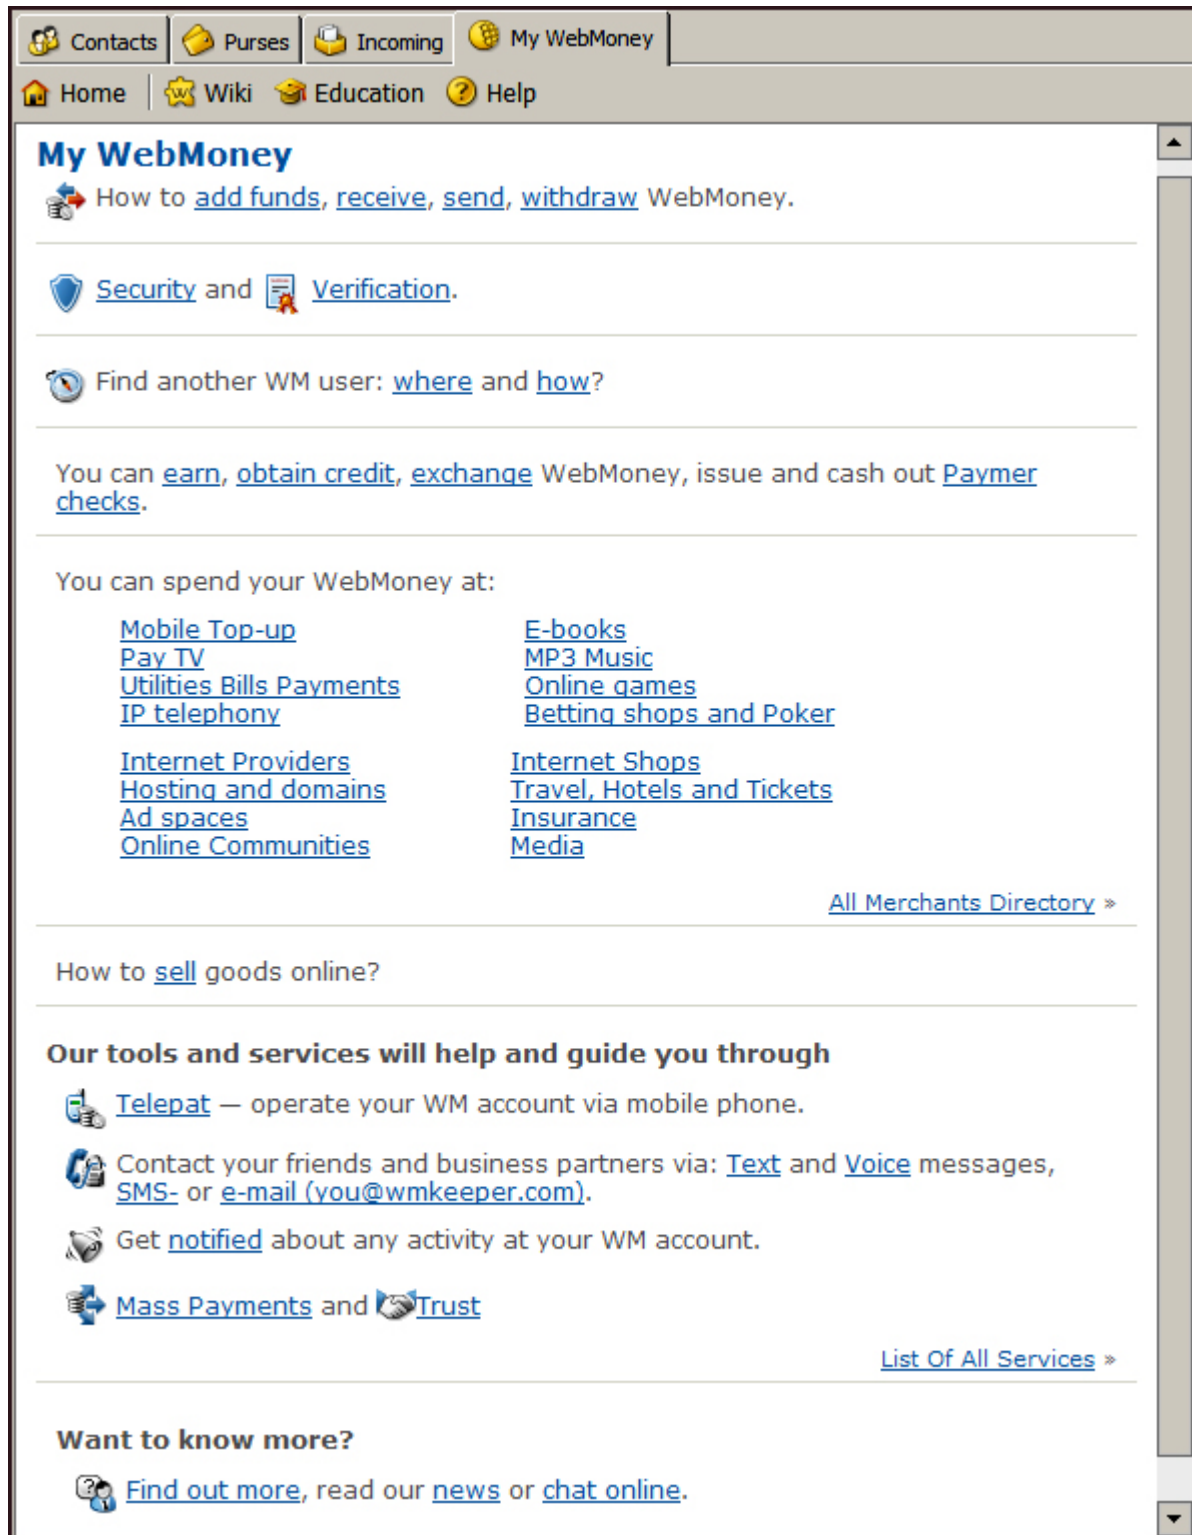 Contacts Purses Incoming My WebMoney
Home Wiki Education Help
My WebMoney
How to add funds, receive, send, withdraw WebMoney.
Security and Verification.
Find another WM user: where and how?
You can earn, obtain credit, exchange WebMoney, issue and cash out Paymer
checks.
You can spend your WebMoney at:
Mobile Top-up E-books
Pay TV MP3 Music
Utilities Bills Payments Online games
IP telephony Betting shops and Poker
Internet Providers Internet Shops
Hosting and domains Travel, Hotels and Tickets
Ad spaces Insurance
Online Communities Media
All Merchants Directory »
How to sell goods online?
Our tools and services will help and guide you through
Telepat — operate your WM account via mobile phone.
Contact your friends and business partners via: Text and Voice messages,
SMS- or e-mail (you@wmkeeper.com).
Get notified about any activity at your WM account.
Mass Payments and Trust
List Of All Services »
Want to know more?
Find out more, read our news or chat online.